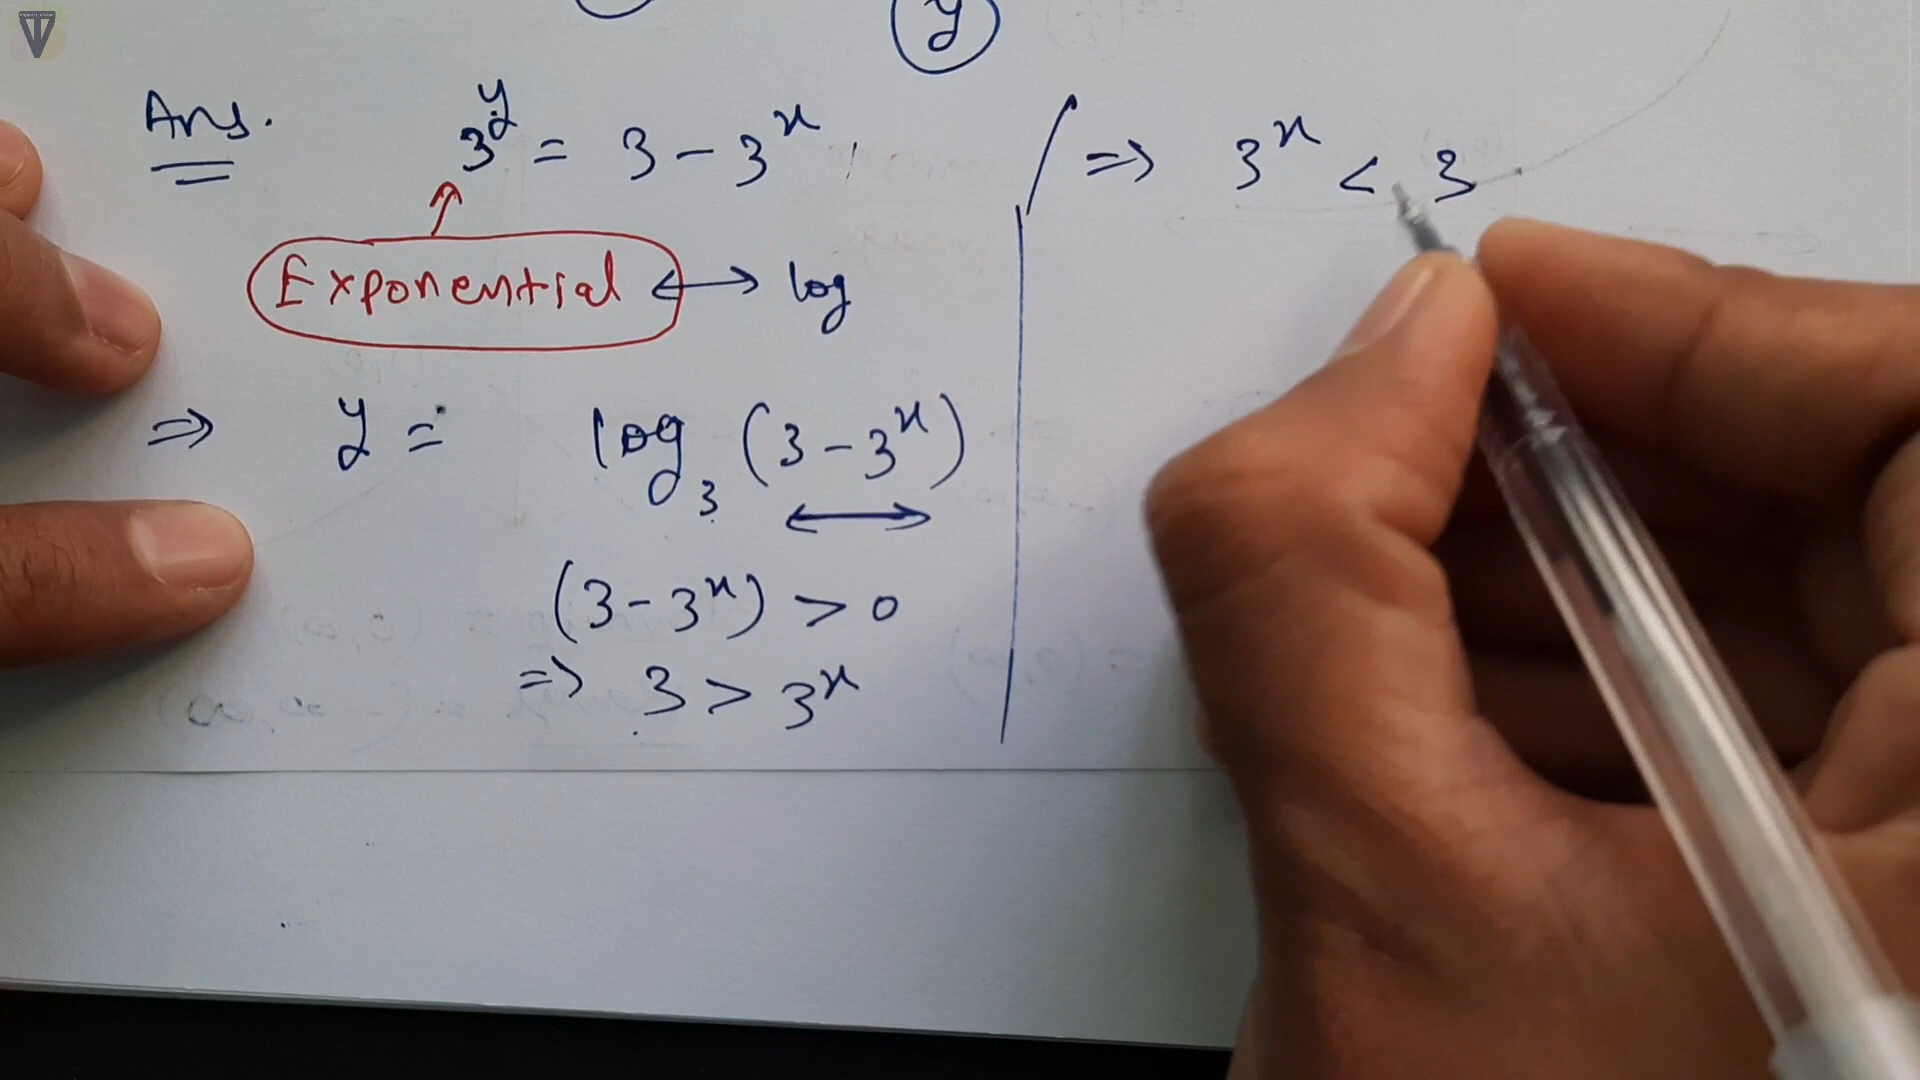 y
Ans. 3^y = 3 - 3^x,
Exponential ↔ log
⇒ y = log_3 (3 - 3^x)
(3 - 3^x) > 0
⇒ 3 > 3^x
⇒ 3^x < 3